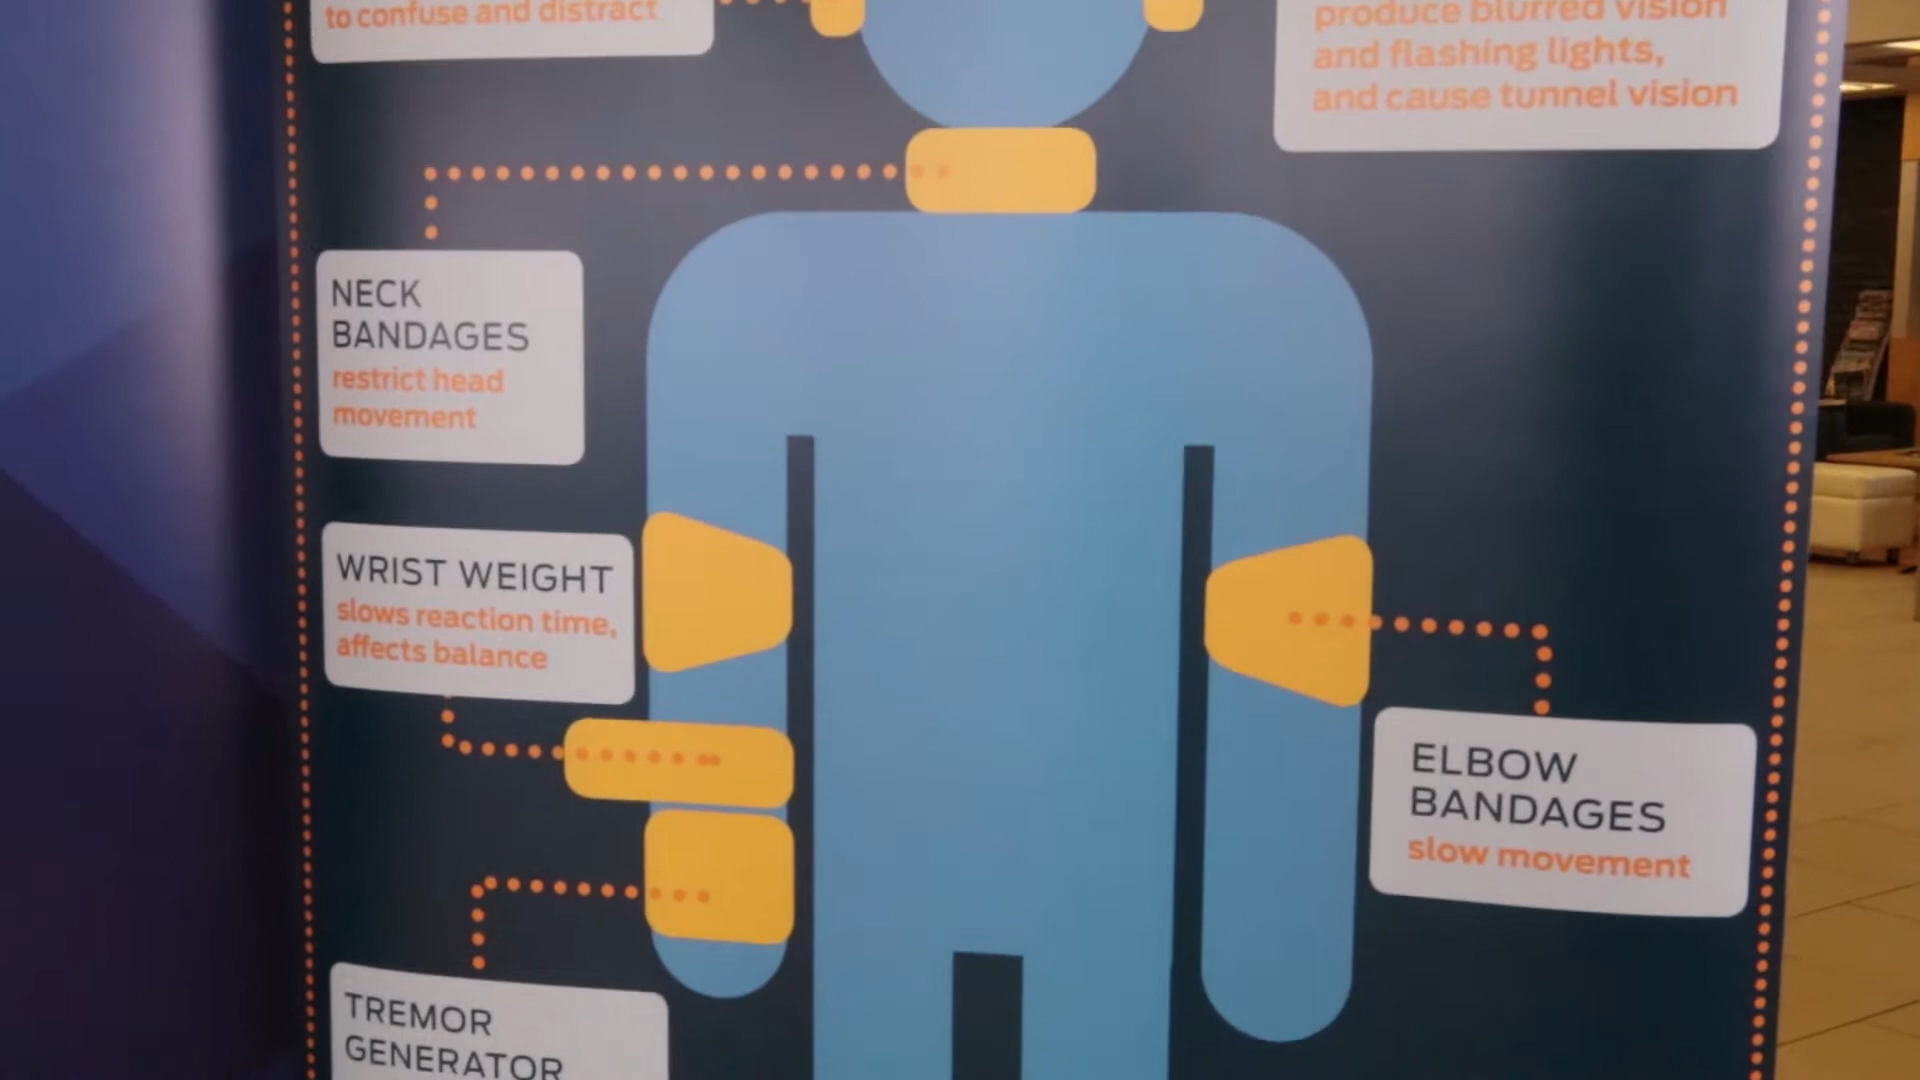 to confuse and distract
produce blurred vision
and flashing lights,
and cause tunnel vision
NECK
BANDAGES
restrict head
movement
WRIST WEIGHT
slows reaction time,
affects balance
ELBOW
BANDAGES
slow movement
TREMOR
GENERATOR